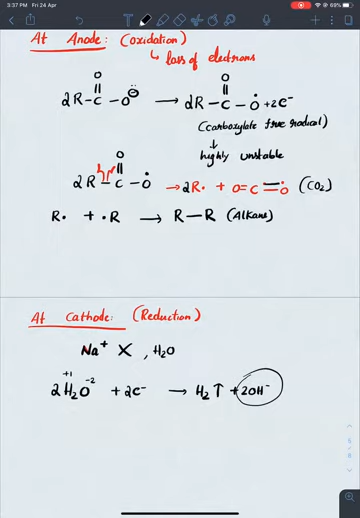 3:37 PM Fri 24 Apr
69%
At Anode: (oxidation)
↳ loss of electrons
O O
2R-C-O⊖ → 2R-C-Ȯ +2e⁻
(carboxylate free radical)
↓
highly unstable
O
2R-C-Ȯ → 2R• + O=C=Ȯ (CO₂)
R• + •R → R—R (Alkane)
At Cathode: (Reduction)
Na⁺ X , H₂O
+1 -2
2H₂O + 2e⁻ → H₂↑ + 2OH⁻